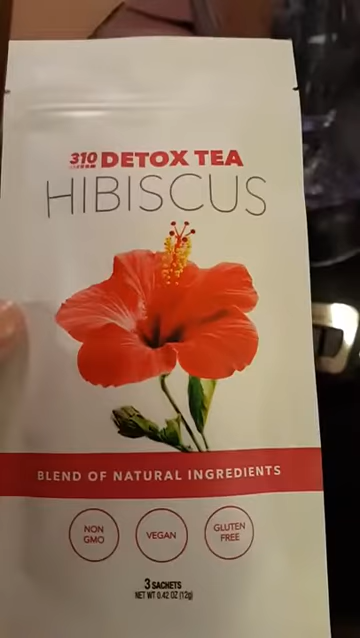 310 DETOX TEA
HIBISCUS
BLEND OF NATURAL INGREDIENTS
NON
GMO
VEGAN
GLUTEN
FREE
3 SACHETS
NET WT 0.42 OZ (12g)